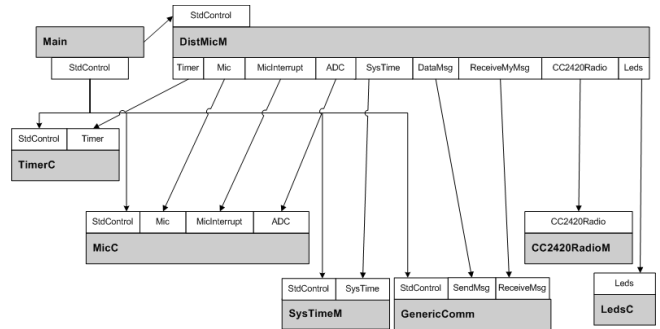 StdControl
Main
DistMicM
StdControl
Timer Mic MicInterrupt ADC SysTime DataMsg ReceiveMyMsg CC2420Radio Leds
StdControl Timer
TimerC
StdControl Mic MicInterrupt ADC
MicC
CC2420Radio
CC2420RadioM
StdControl SysTime
SysTimeM
StdControl SendMsg ReceiveMsg
GenericComm
Leds
LedsC